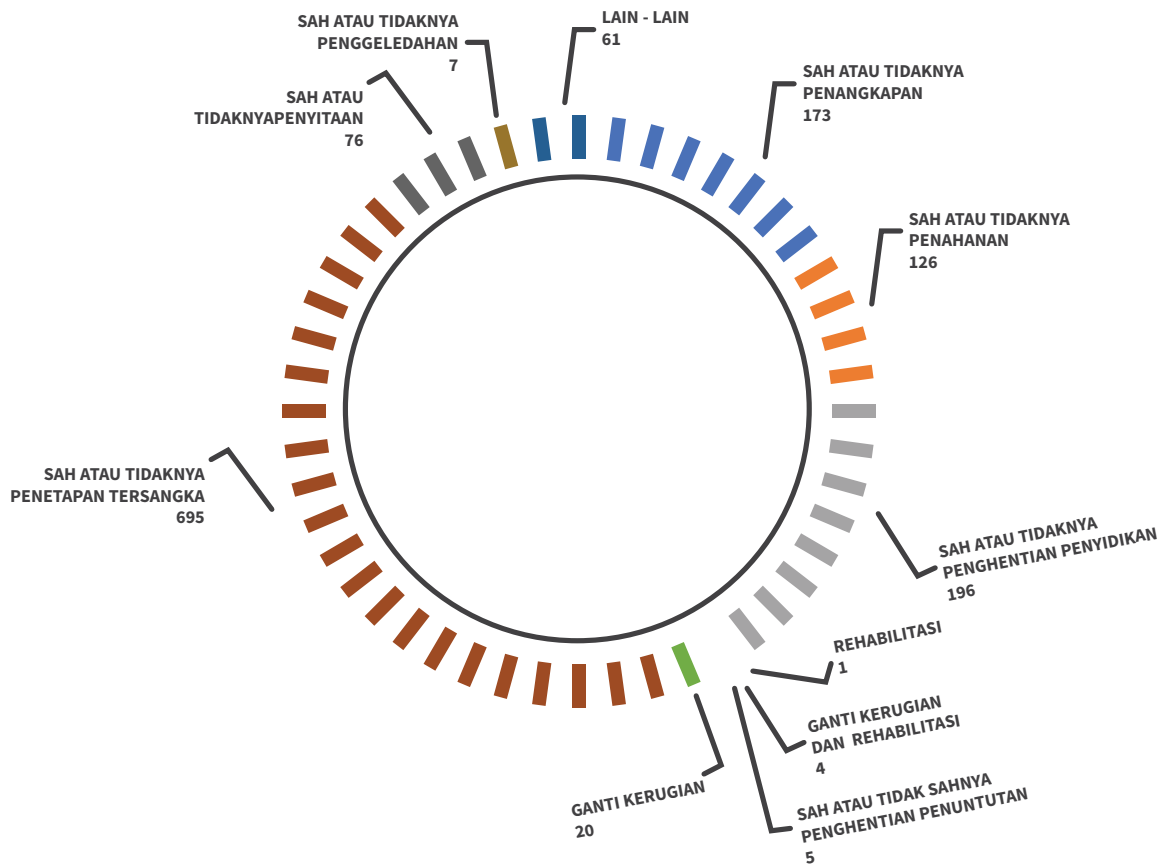 LAIN - LAIN
61
SAH ATAU TIDAKNYA
PENANGKAPAN
173
SAH ATAU TIDAKNYA
PENAHANAN
126
SAH ATAU TIDAKNYA
PENGHENTIAN PENYIDIKAN
196
REHABILITASI
1
GANTI KERUGIAN
DAN REHABILITASI
4
SAH ATAU TIDAK SAHNYA
PENGHENTIAN PENUNTUTAN
5
GANTI KERUGIAN
20
SAH ATAU TIDAKNYA
PENETAPAN TERSANGKA
695
SAH ATAU
TIDAKNYAPENYITAAN
76
SAH ATAU TIDAKNYA
PENGGELEDAHAN
7